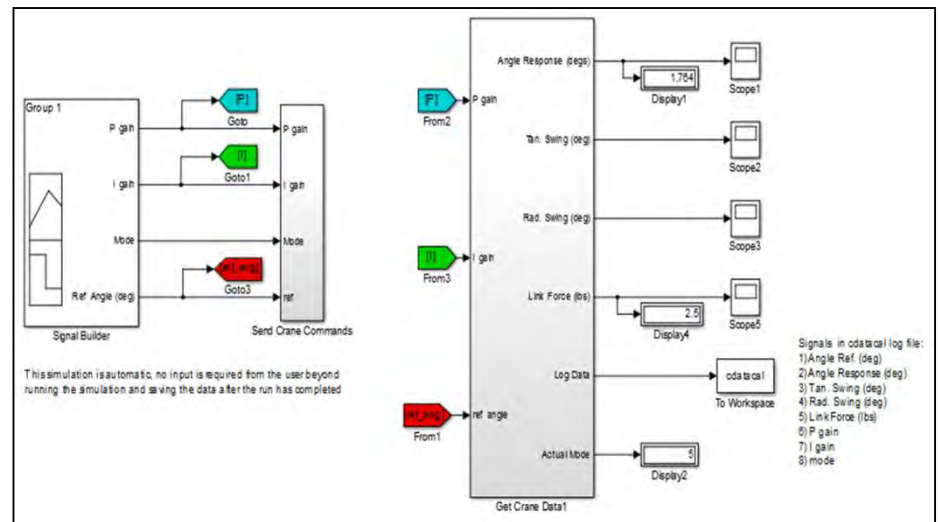 Group 1
P gain
I gain
Mode
Ref Angle (deg)
Signal Builder
[P]
Goto
[I]
Goto1
[ref_ang]
Goto3
P gain
I gain
Mode
ref
Send Crane Commands
This simulation is automatic, no input is required from the user beyond
running the simulation and saving the data after the run has completed
[P]
From2
[I]
From3
[ref_ang]
From1
P gain
I gain
ref angle
Angle Response (degs)
Tan. Swing (deg)
Rad. Swing (deg)
Link Force (lbs)
Log Data
Actual Mode
Get Crane Data1
1.764
Display1
Scope1
Scope2
Scope3
2.5
Display4
Scope5
cdatacal
To Workspace
5
Display2
Signals in cdatacal log file:
1)Angle Ref. (deg)
2)Angle Response (deg)
3)Tan. Swing (deg)
4)Rad. Swing (deg)
5)Link Force (lbs)
6)P gain
7)I gain
8)mode